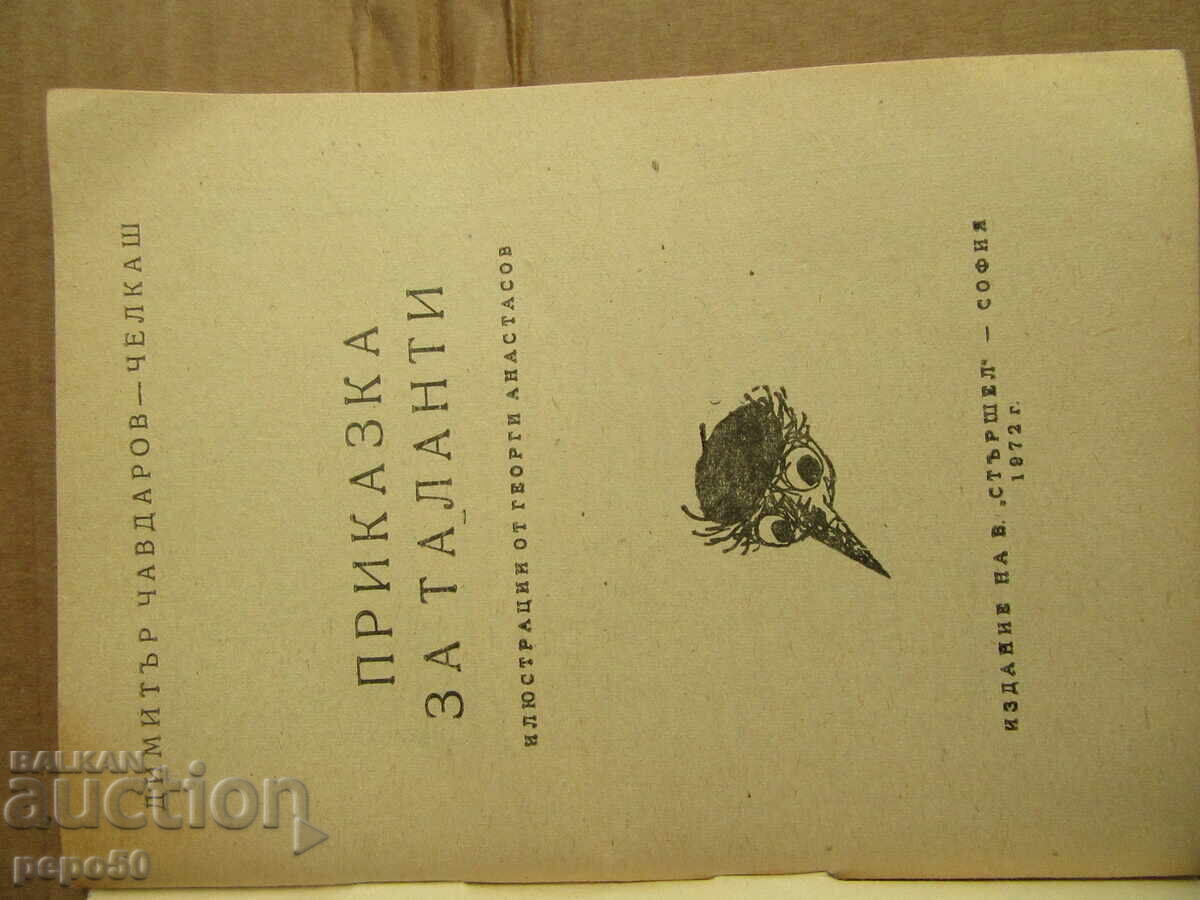 ДИМИТЪР ЧАВДАРОВ—ЧЕЛКАШ
ПРИКАЗКА
ЗА ТАЛАНТИ
ИЛЮСТРАЦИИ ОТ ГЕОРГИ АНАСТАСОВ
ИЗДАНИЕ НА В. „СТЪРШЕЛ" — СОФИЯ
1972 г.
BALKAN
auction
pepo50